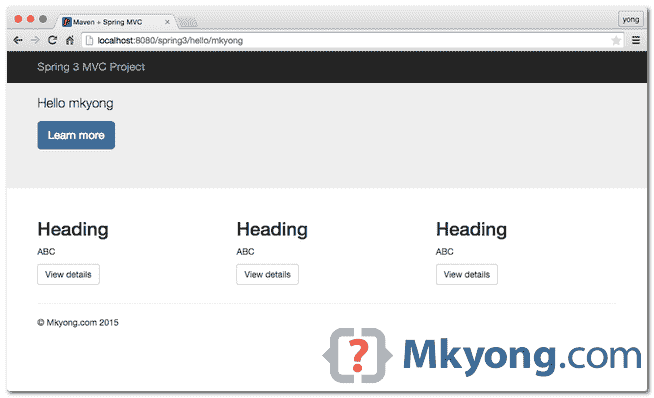 Maven + Spring MVC
yong
localhost:8080/spring3/hello/mkyong
Spring 3 MVC Project
Hello mkyong
Learn more
Heading Heading Heading
ABC ABC ABC
View details View details View details
© Mkyong.com 2015
{?} Mkyong.com